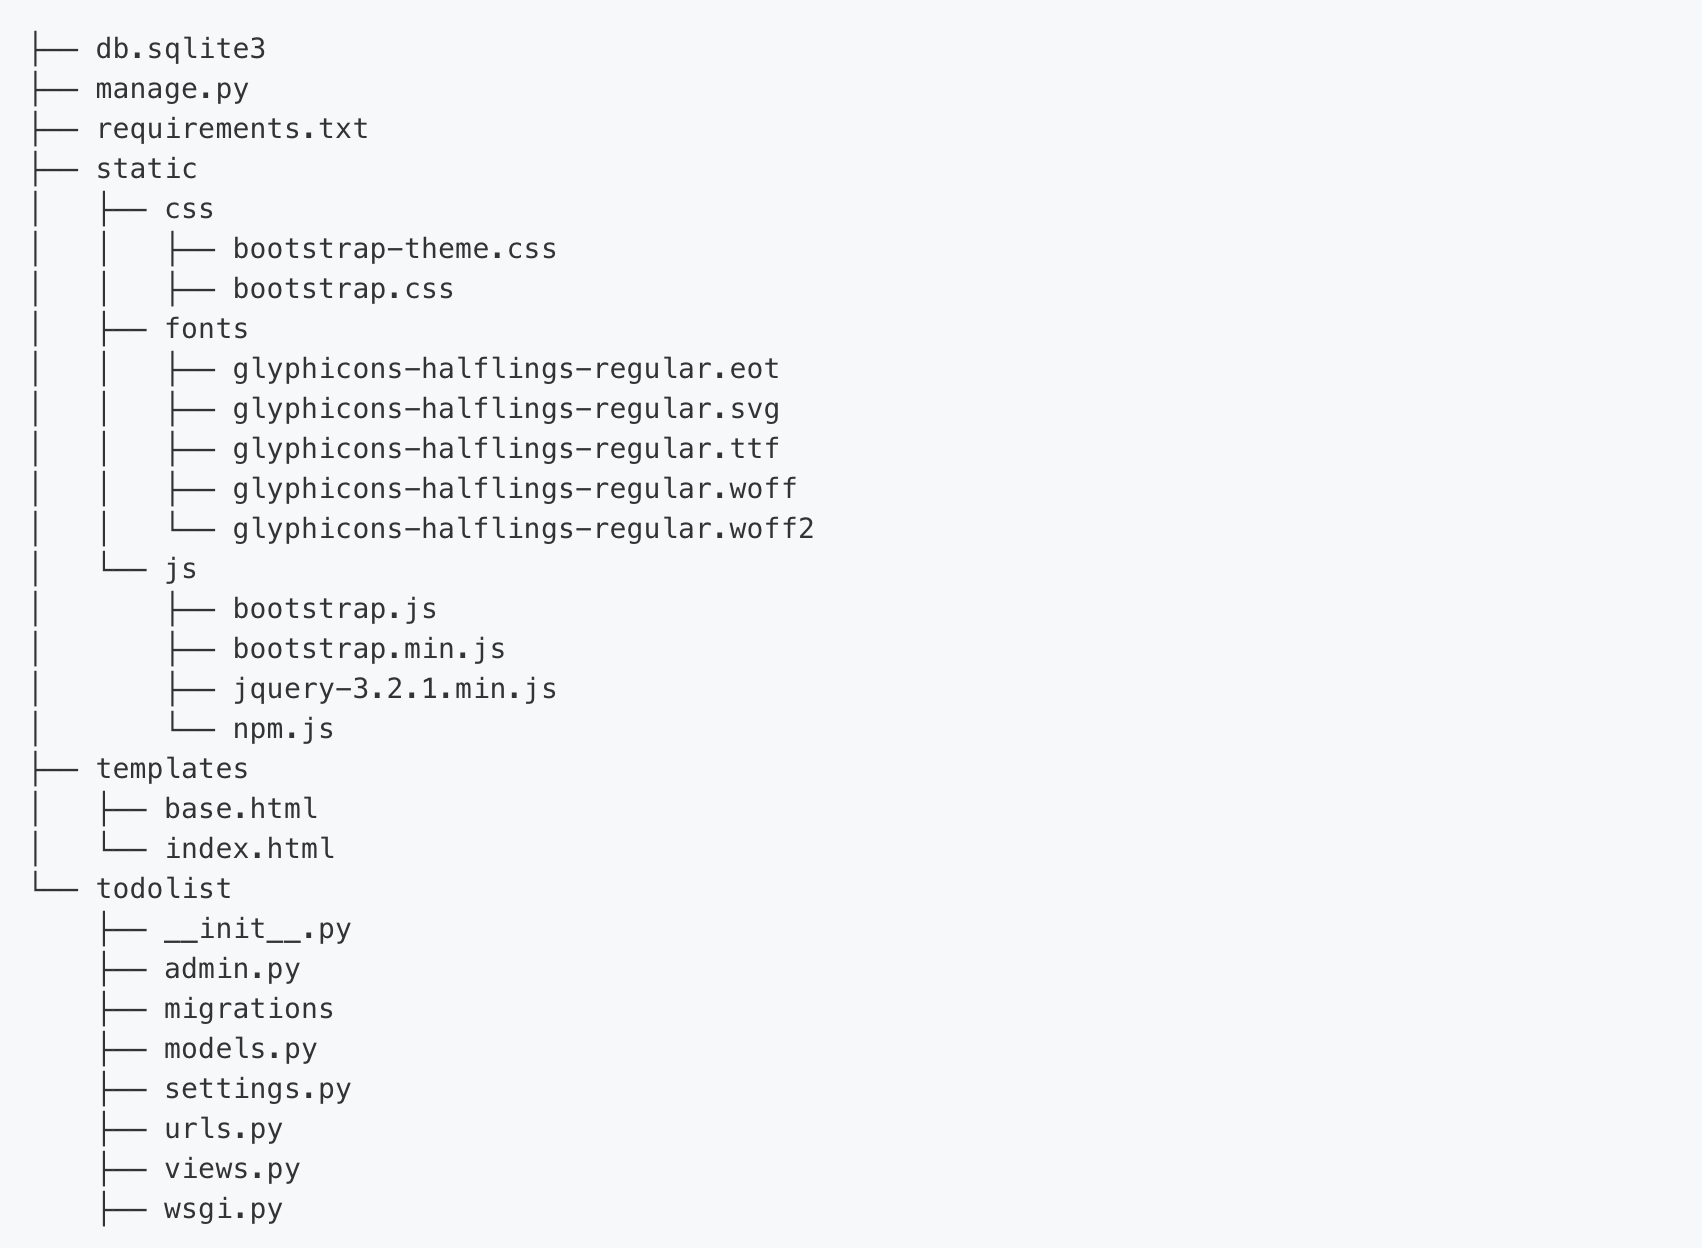 ├── db.sqlite3
├── manage.py
├── requirements.txt
├── static
│   ├── css
│   │   ├── bootstrap-theme.css
│   │   ├── bootstrap.css
│   ├── fonts
│   │   ├── glyphicons-halflings-regular.eot
│   │   ├── glyphicons-halflings-regular.svg
│   │   ├── glyphicons-halflings-regular.ttf
│   │   ├── glyphicons-halflings-regular.woff
│   │   └── glyphicons-halflings-regular.woff2
│   └── js
│       ├── bootstrap.js
│       ├── bootstrap.min.js
│       ├── jquery-3.2.1.min.js
│       └── npm.js
├── templates
│   ├── base.html
│   └── index.html
└── todolist
    ├── __init__.py
    ├── admin.py
    ├── migrations
    ├── models.py
    ├── settings.py
    ├── urls.py
    ├── views.py
    ├── wsgi.py